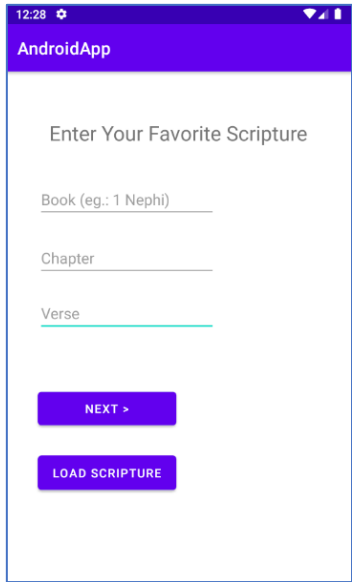 12:28
AndroidApp
Enter Your Favorite Scripture
Book (eg.: 1 Nephi)
Chapter
Verse
NEXT >
LOAD SCRIPTURE